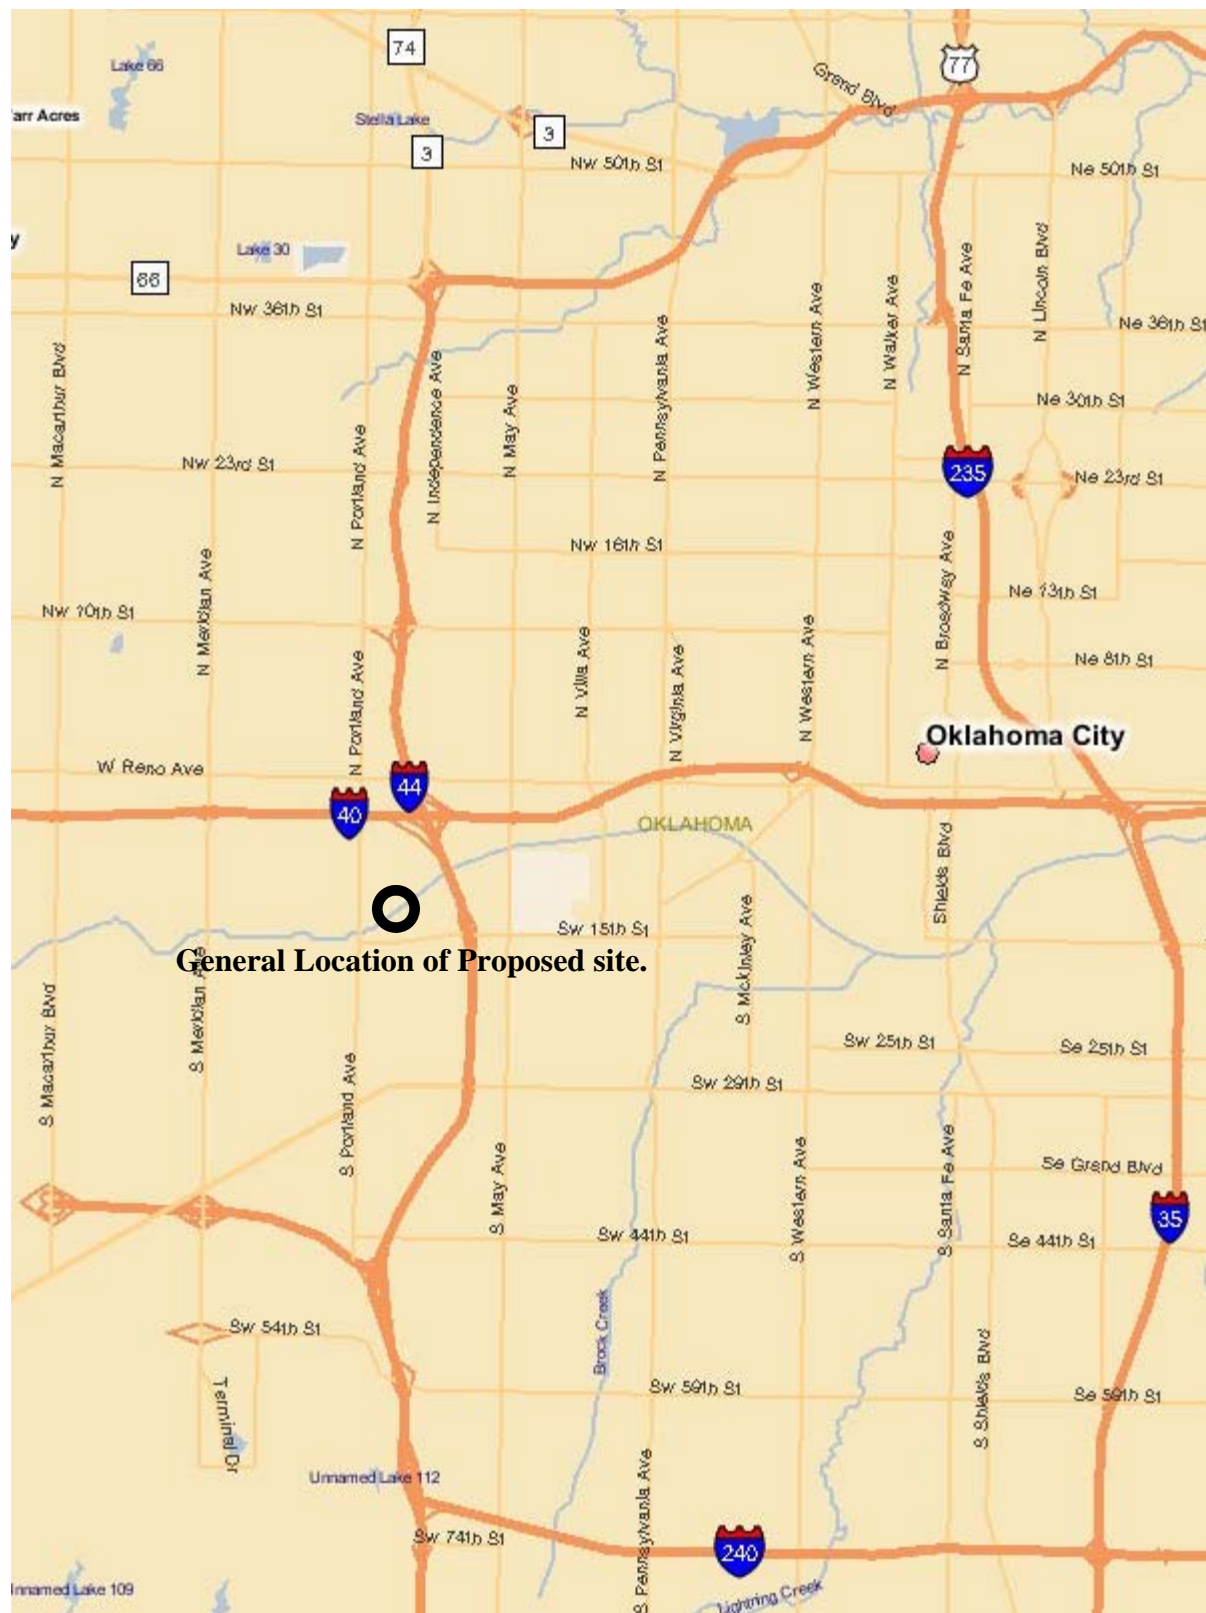 74
77
Grand Blvd
Lake 66
arr Acres
Stella Lake
3
3
Nw 50th St
Ne 50th St
y
Lake 30
66
Nw 36th St
Ne 36th St
N Macarthur Blvd
N Independence Ave
N May Ave
N Pennsylvania Ave
N Western Ave
N Walker Ave
N Santa Fe Ave
N Lincoln Blvd
Ne 30th St
N Portland Ave
Nw 23rd St
235
Ne 23rd St
Nw 16th St
N Meridian Ave
N Broadway Ave
Ne 13th St
Nw 10th St
N Portland Ave
N Villa Ave
N Virginia Ave
N Western Ave
Ne 8th St
Oklahoma City
W Reno Ave
44
40
OKLAHOMA
Shields Blvd
Sw 15th St
General Location of Proposed site.
S Mckinley Ave
S Macarthur Blvd
S Meridian Ave
Sw 25th St
Se 25th St
Sw 29th St
S Portland Ave
S May Ave
S Western Ave
S Santa Fe Ave
Se Grand Blvd
35
Sw 44th St
Se 44th St
Sw 54th St
Brock Creek
Terminal Dr
Sw 59th St
S Shields Blvd
Se 59th St
Unnamed Lake 112
S Pennsylvania Ave
Sw 74th St
240
nnamed Lake 109
Lightning Creek